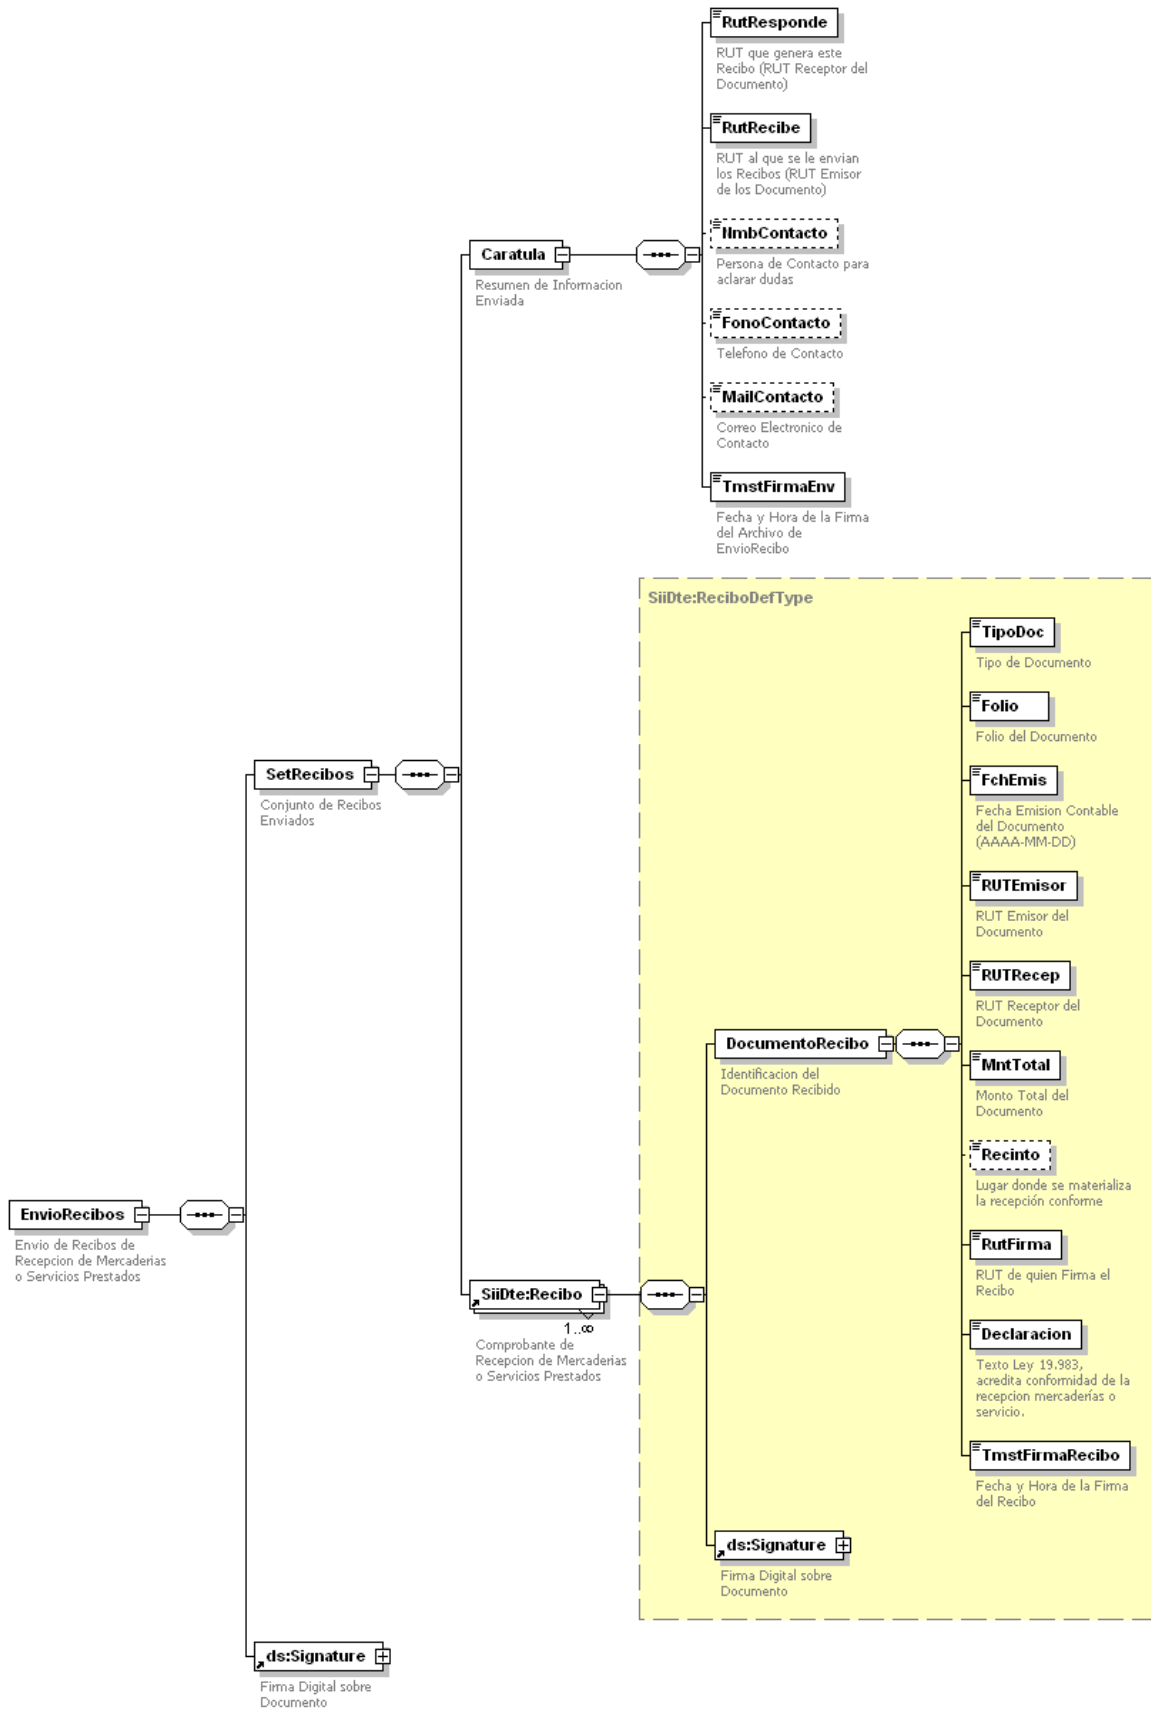 RutResponde
RUT que genera este
Recibo (RUT Receptor del
Documento)
RutRecibe
RUT al que se le envian
los Recibos (RUT Emisor
de los Documento)
NmbContacto
Persona de Contacto para
aclarar dudas
Caratula
Resumen de Informacion
Enviada
FonoContacto
Telefono de Contacto
MailContacto
Correo Electronico de
Contacto
TmstFirmaEnv
Fecha y Hora de la Firma
del Archivo de
EnvioRecibo
SiiDte:ReciboDefType
TipoDoc
Tipo de Documento
Folio
Folio del Documento
SetRecibos
Conjunto de Recibos
Enviados
FchEmis
Fecha Emision Contable
del Documento
(AAAA-MM-DD)
RUTEmisor
RUT Emisor del
Documento
RUTRecep
RUT Receptor del
Documento
DocumentoRecibo
Identificacion del
Documento Recibido
MntTotal
Monto Total del
Documento
Recinto
Lugar donde se materializa
la recepción conforme
EnvioRecibos
Envio de Recibos de
Recepcion de Mercaderias
o Servicios Prestados
RutFirma
RUT de quien Firma el
Recibo
SiiDte:Recibo
1..∞
Comprobante de
Recepcion de Mercaderias
o Servicios Prestados
Declaracion
Texto Ley 19.983,
acredita conformidad de la
recepcion mercaderías o
servicio.
TmstFirmaRecibo
Fecha y Hora de la Firma
del Recibo
ds:Signature
Firma Digital sobre
Documento
ds:Signature
Firma Digital sobre
Documento